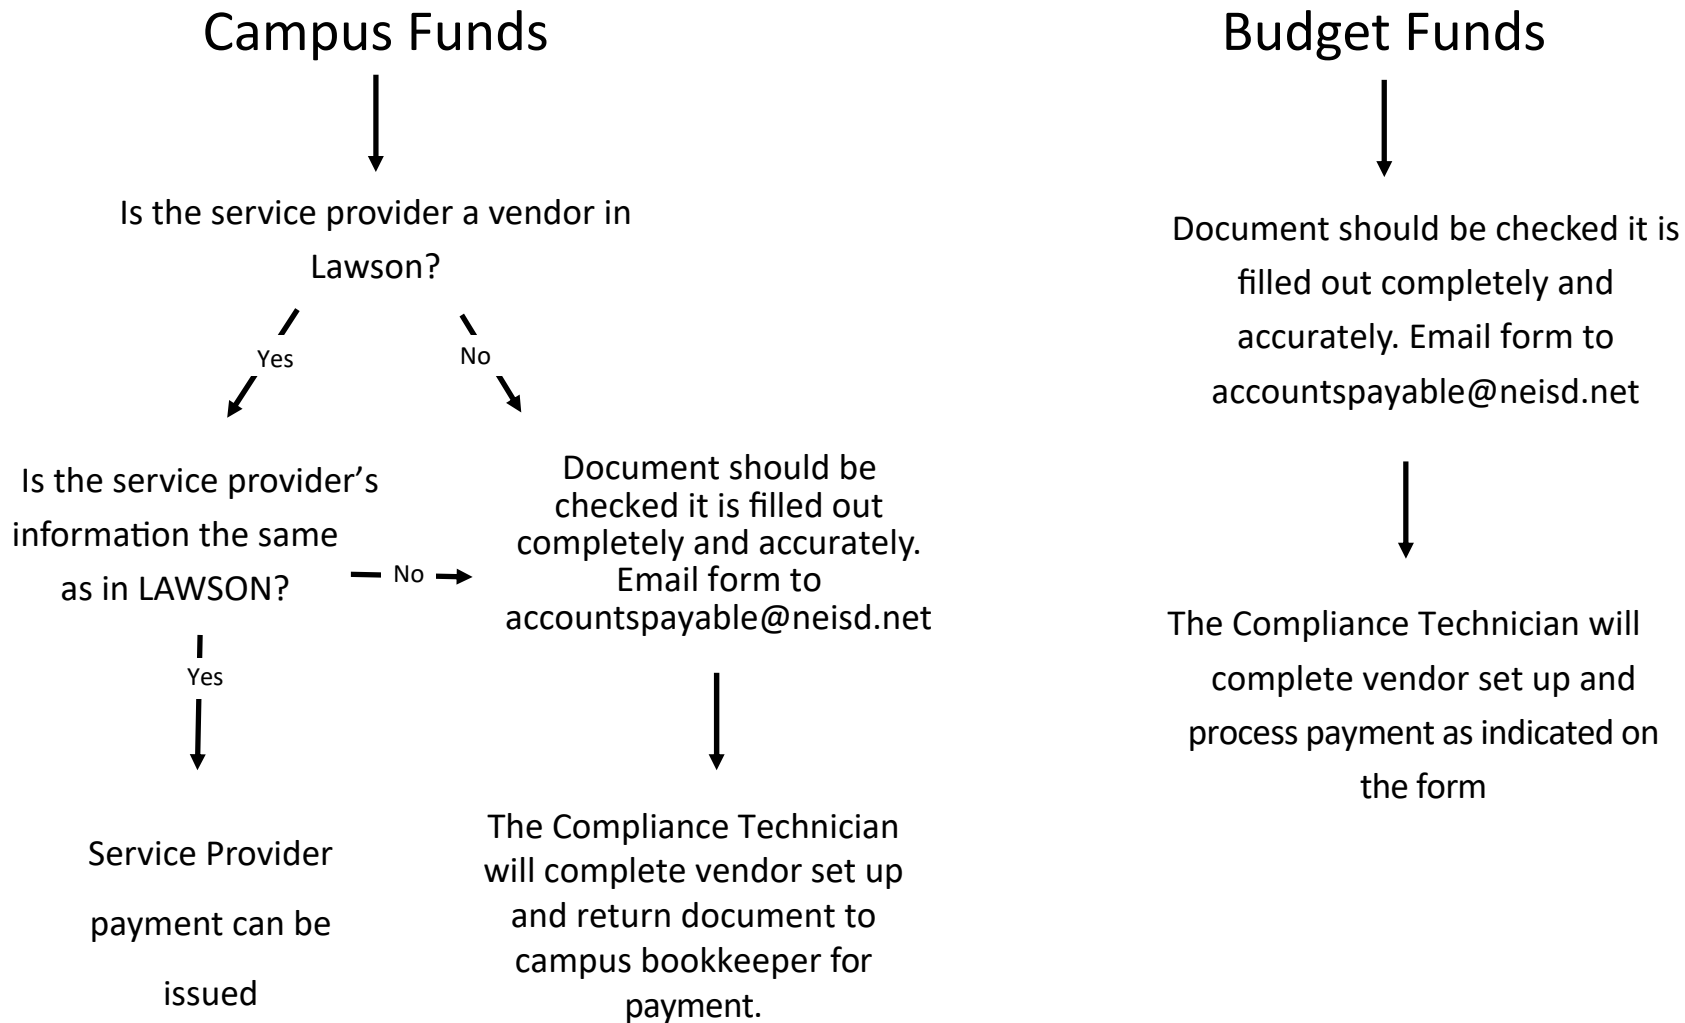 Campus Funds
Is the service provider a vendor in
Lawson?
Yes
No
Is the service provider’s
information the same
as in LAWSON?
No
Yes
Service Provider
payment can be
issued
Document should be
checked it is filled out
completely and accurately.
Email form to
accountspayable@neisd.net
The Compliance Technician
will complete vendor set up
and return document to
campus bookkeeper for
payment.
Budget Funds
Document should be checked it is
filled out completely and
accurately. Email form to
accountspayable@neisd.net
The Compliance Technician will
complete vendor set up and
process payment as indicated on
the form